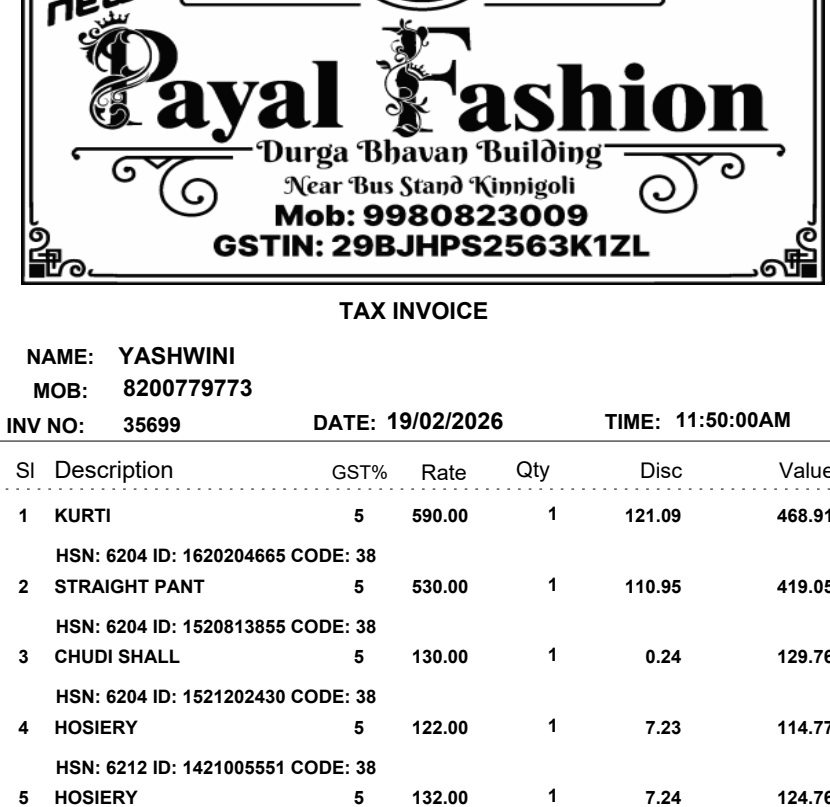 new
Payal Fashion
Durga Bhavan Building
Near Bus Stand Kinnigoli
Mob: 9980823009
GSTIN: 29BJHPS2563K1ZL
TAX INVOICE
NAME: YASHWINI
MOB: 8200779773
INV NO: 35699 DATE: 19/02/2026 TIME: 11:50:00AM
Sl Description GST% Rate Qty Disc Value
1 KURTI 5 590.00 1 121.09 468.91
HSN: 6204 ID: 1620204665 CODE: 38
2 STRAIGHT PANT 5 530.00 1 110.95 419.05
HSN: 6204 ID: 1520813855 CODE: 38
3 CHUDI SHALL 5 130.00 1 0.24 129.76
HSN: 6204 ID: 1521202430 CODE: 38
4 HOSIERY 5 122.00 1 7.23 114.77
HSN: 6212 ID: 1421005551 CODE: 38
5 HOSIERY 5 132.00 1 7.24 124.76